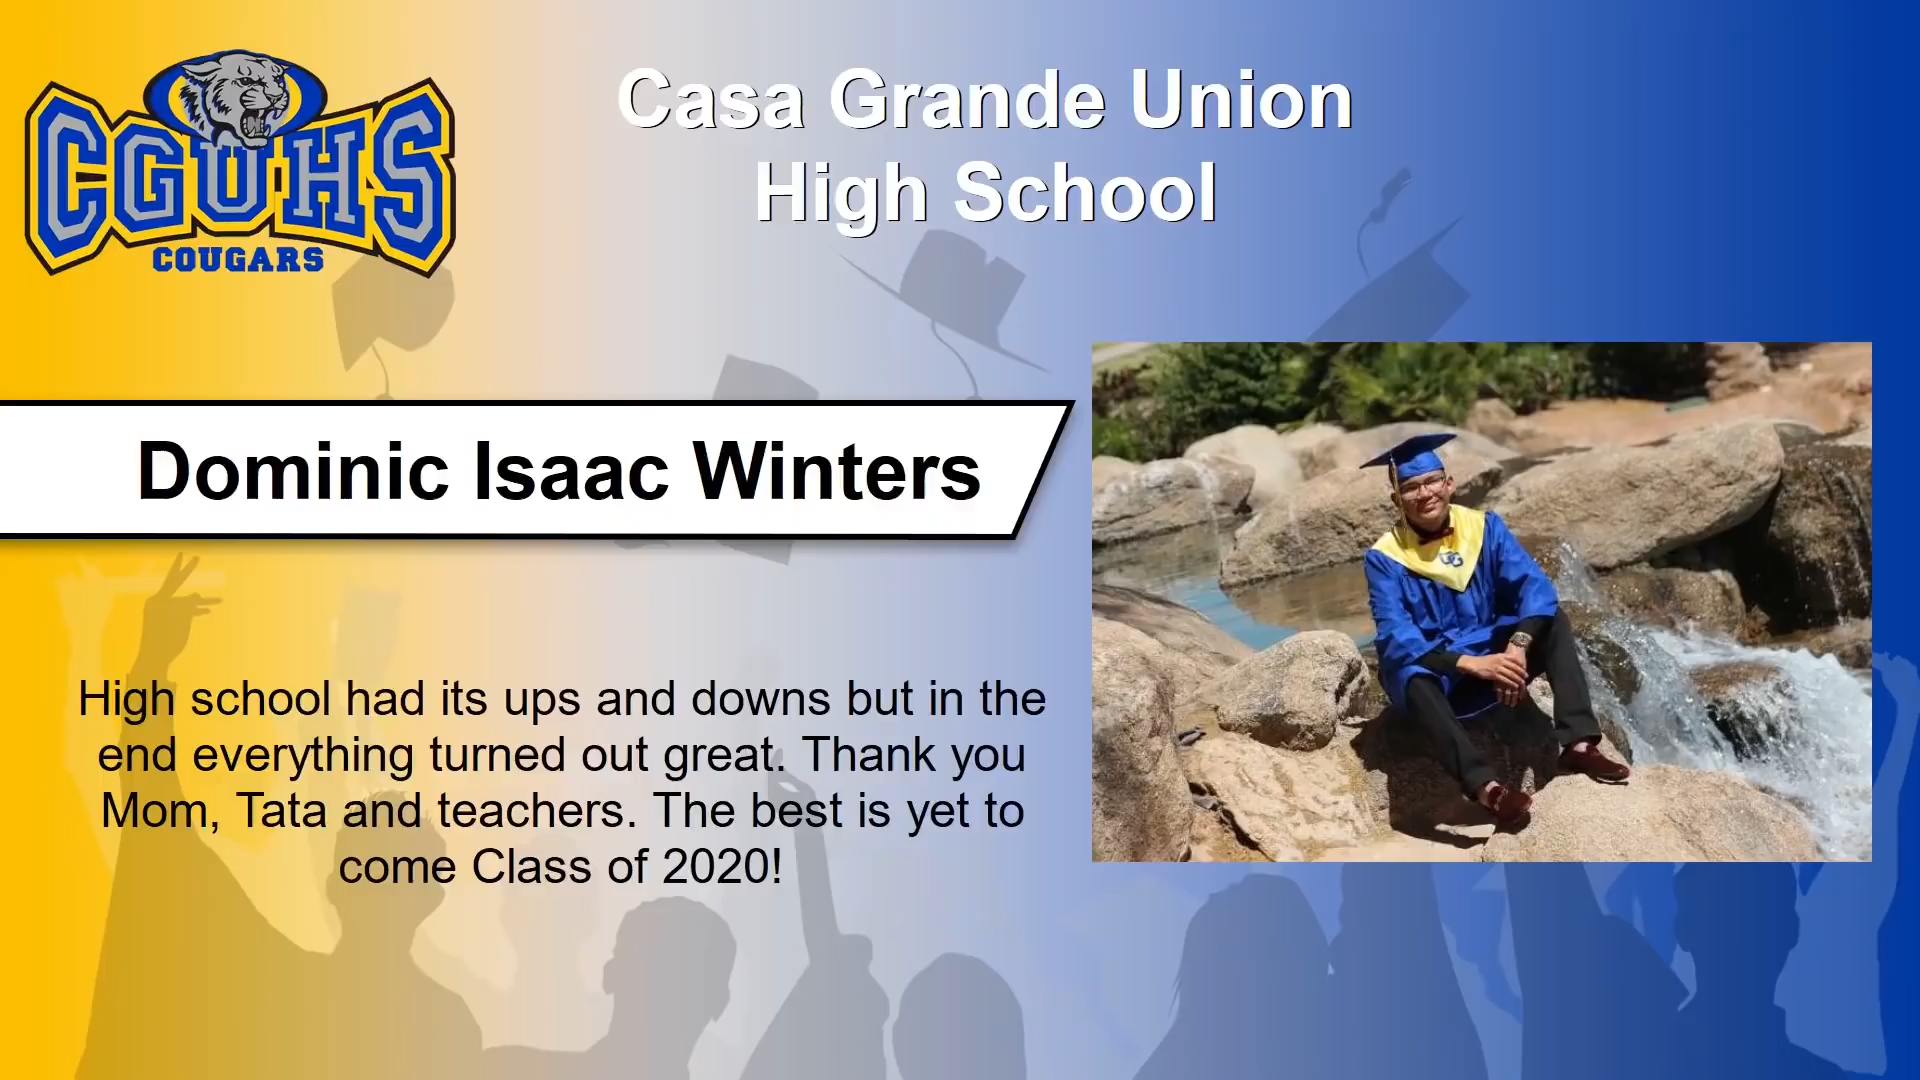 CGUHS
COUGARS
Casa Grande Union
High School
Dominic Isaac Winters
High school had its ups and downs but in the
end everything turned out great. Thank you
Mom, Tata and teachers. The best is yet to
come Class of 2020!